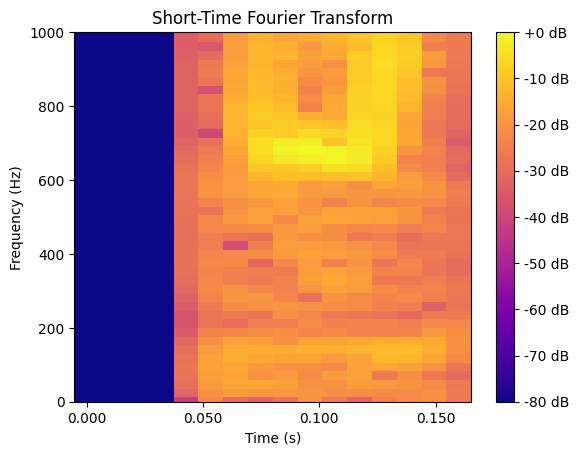 Short-Time Fourier Transform
1000
800
600
400
200
0
Frequency (Hz)
0.000
0.050
0.100
0.150
Time (s)
+0 dB
-10 dB
-20 dB
-30 dB
-40 dB
-50 dB
-60 dB
-70 dB
-80 dB